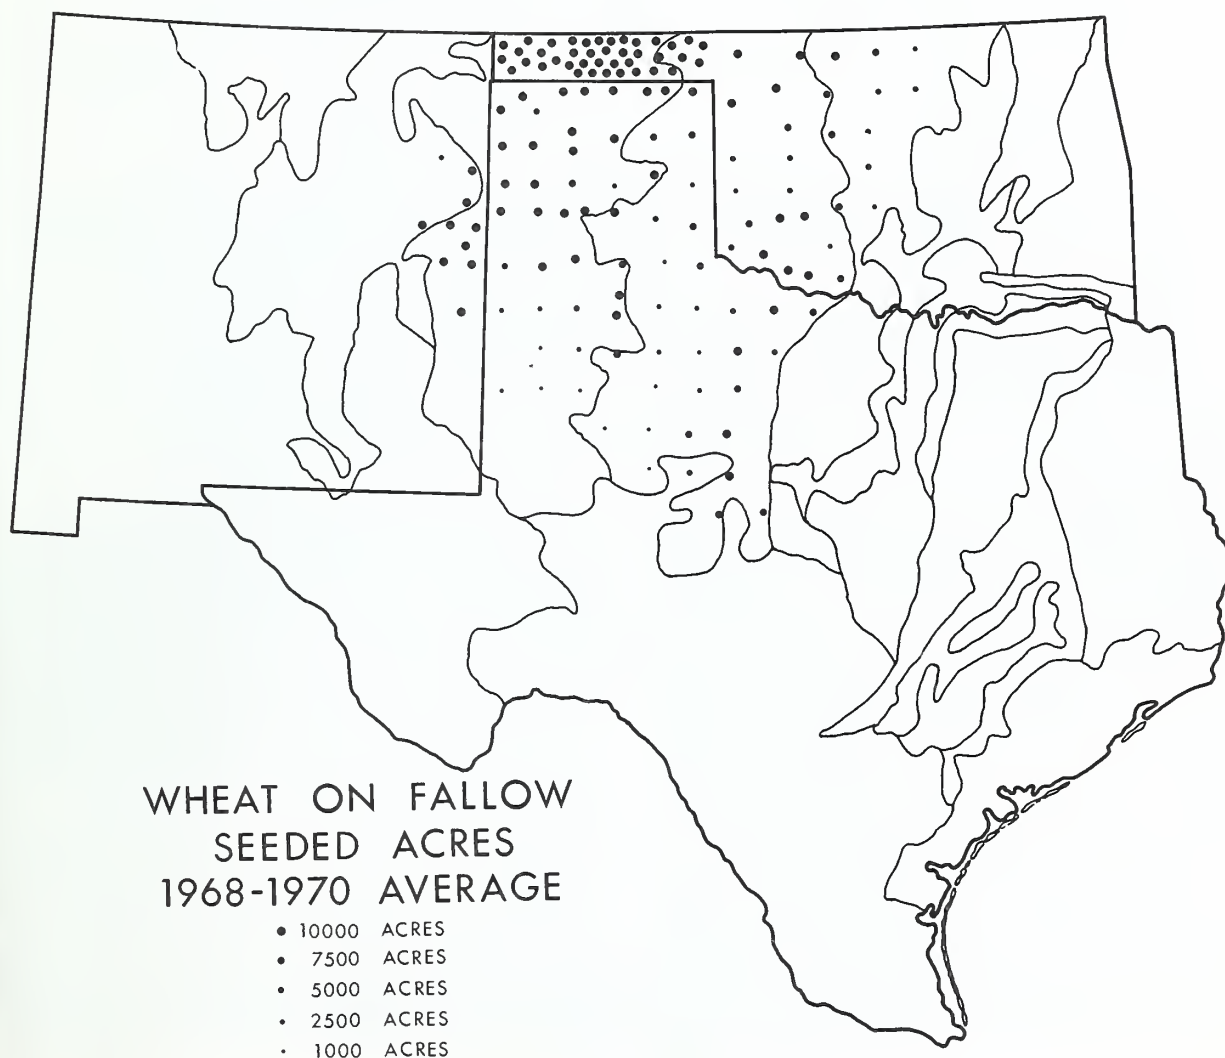 WHEAT ON FALLOW
SEEDED ACRES
1968-1970 AVERAGE
10000 ACRES
7500 ACRES
5000 ACRES
2500 ACRES
1000 ACRES